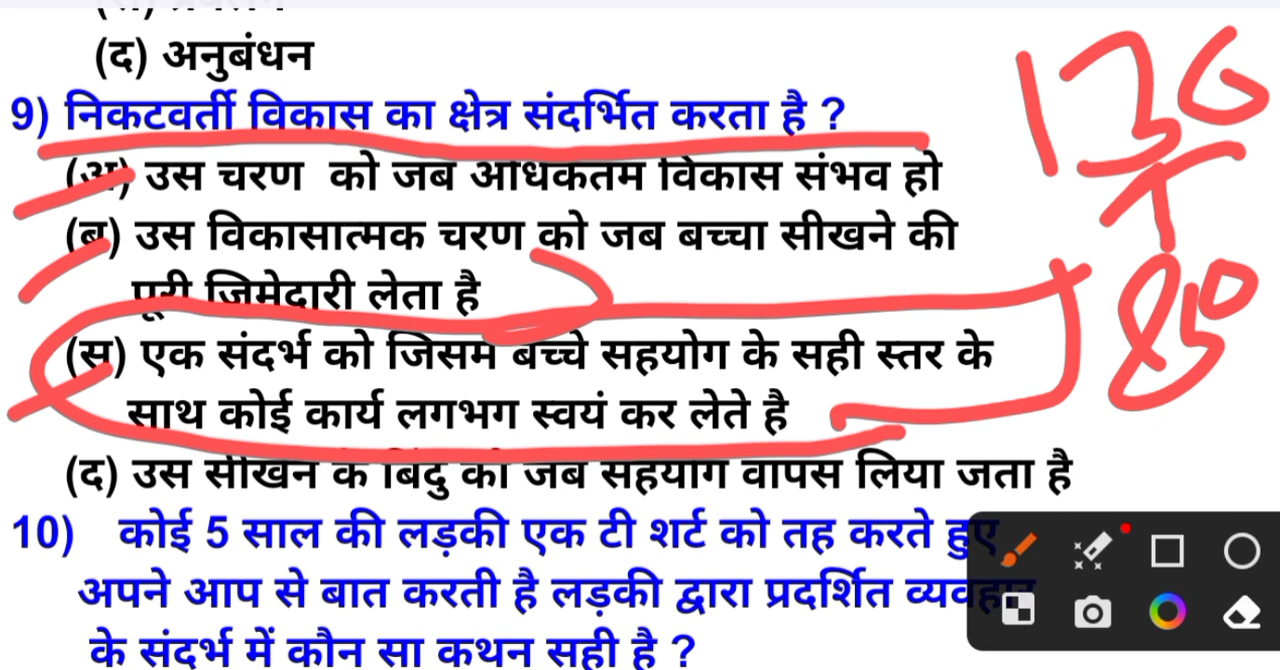 (द) अनुबंधन
9) निकटवर्ती विकास का क्षेत्र संदर्भित करता है ?
(अ) उस चरण को जब अधिकतम विकास संभव हो
(ब) उस विकासात्मक चरण को जब बच्चा सीखने की
पूरी जिमेदारी लेता है
(स) एक संदर्भ को जिसमें बच्चे सहयोग के सही स्तर के
साथ कोई कार्य लगभग स्वयं कर लेते है
(द) उस सीखने के बिंदु को जब सहयोग वापस लिया जता है
10) कोई 5 साल की लड़की एक टी शर्ट को तह करते हुए
अपने आप से बात करती है लड़की द्वारा प्रदर्शित व्यवहार
के संदर्भ में कौन सा कथन सही है ?